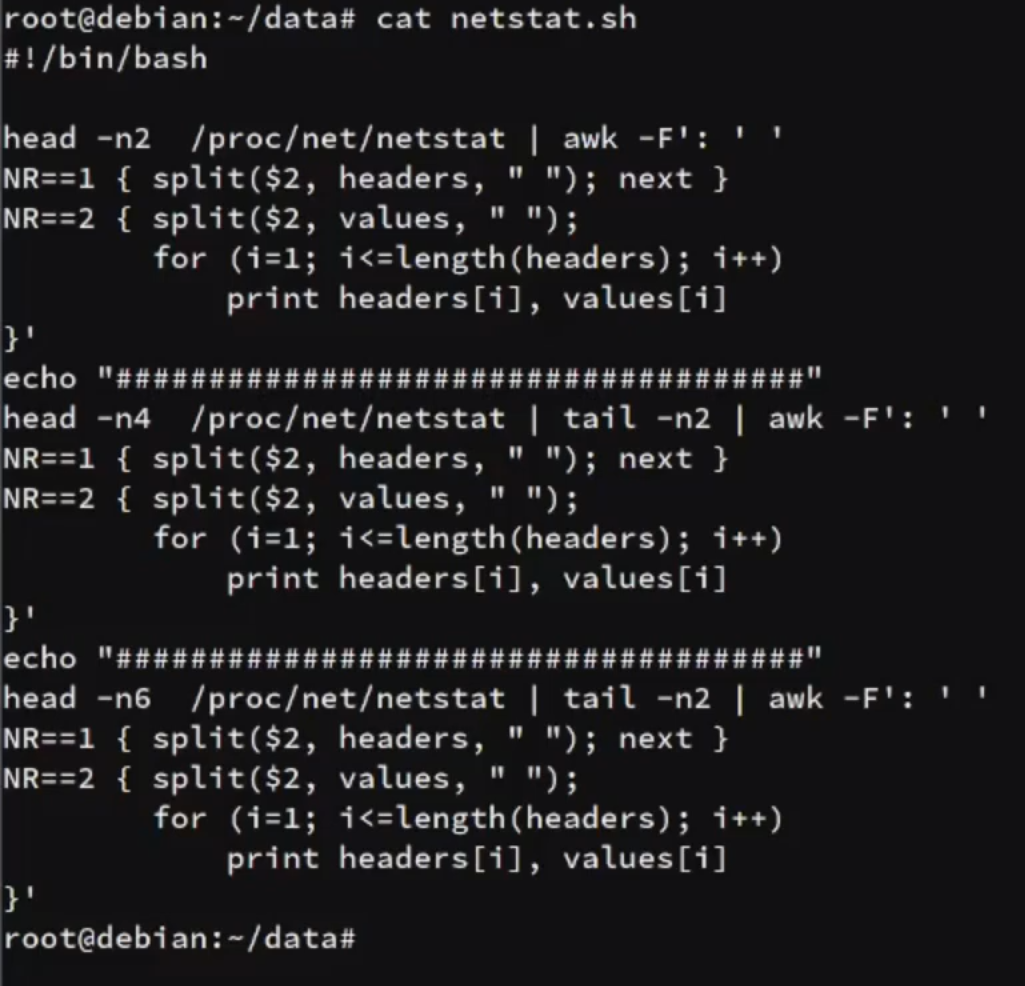 root@debian:~/data# cat netstat.sh
#!/bin/bash

head -n2  /proc/net/netstat | awk -F': ' '
NR==1 { split($2, headers, " "); next }
NR==2 { split($2, values, " ");
        for (i=1; i<=length(headers); i++)
            print headers[i], values[i]
}'
echo "#####################################"
head -n4  /proc/net/netstat | tail -n2 | awk -F': ' '
NR==1 { split($2, headers, " "); next }
NR==2 { split($2, values, " ");
        for (i=1; i<=length(headers); i++)
            print headers[i], values[i]
}'
echo "#####################################"
head -n6  /proc/net/netstat | tail -n2 | awk -F': ' '
NR==1 { split($2, headers, " "); next }
NR==2 { split($2, values, " ");
        for (i=1; i<=length(headers); i++)
            print headers[i], values[i]
}'
root@debian:~/data#